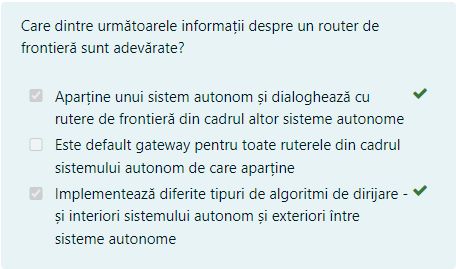 Care dintre următoarele informații despre un router de
frontieră sunt adevărate?
Aparține unui sistem autonom și dialoghează cu
rutere de frontieră din cadrul altor sisteme autonome
Este default gateway pentru toate ruterele din cadrul
sistemului autonom de care aparține
Implementează diferite tipuri de algoritmi de dirijare -
și interiori sistemului autonom și exteriori între
sisteme autonome